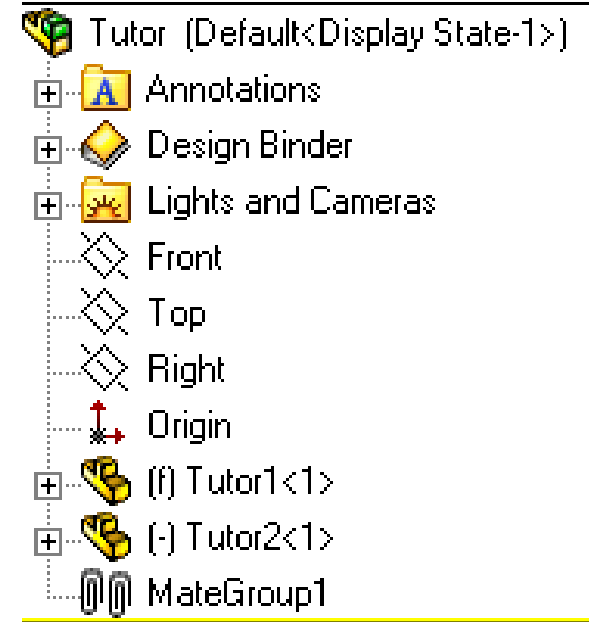 Tutor (Default<Display State-1>)
Annotations
Design Binder
Lights and Cameras
Front
Top
Right
Origin
(f) Tutor1<1>
(-) Tutor2<1>
MateGroup1